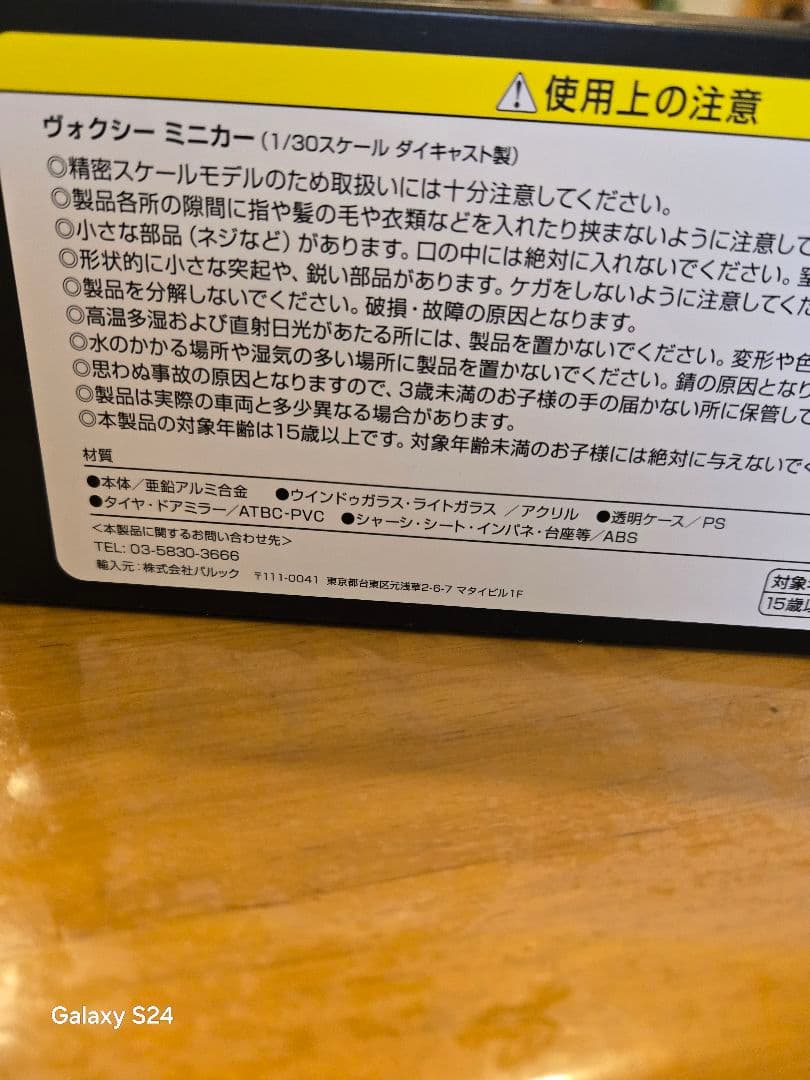 ⚠使用上の注意
ヴォクシー ミニカー(1/30スケール ダイキャスト製)
◎精密スケールモデルのため取扱いには十分注意してください。
◎製品各所の隙間に指や髪の毛や衣類などを入れたり挟まないように注意して
◎小さな部品(ネジなど)があります。口の中には絶対に入れないでください。
◎形状的に小さな突起や、鋭い部品があります。ケガをしないように注意してくだ
◎製品を分解しないでください。破損・故障の原因となります。
◎高温多湿および直射日光があたる所には、製品を置かないでください。変形や色
◎水のかかる場所や湿気の多い場所に製品を置かないでください。錆の原因となり
◎思わぬ事故の原因となりますので、3歳未満のお子様の手の届かない所に保管して
◎製品は実際の車両と多少異なる場合があります。
◎本製品の対象年齢は15歳以上です。対象年齢未満のお子様には絶対に与えないでく
材質
●本体/亜鉛アルミ合金 ●ウインドゥガラス・ライトガラス /アクリル ●透明ケース/PS
●タイヤ・ドアミラー/ATBC-PVC ●シャーシ・シート・インパネ・台座等/ABS
<本製品に関するお問い合わせ先>
TEL: 03-5830-3666
輸入元:株式会社バルック 〒111-0041 東京都台東区元浅草2-6-7 マタイビル1F
対象
15歳以
Galaxy S24